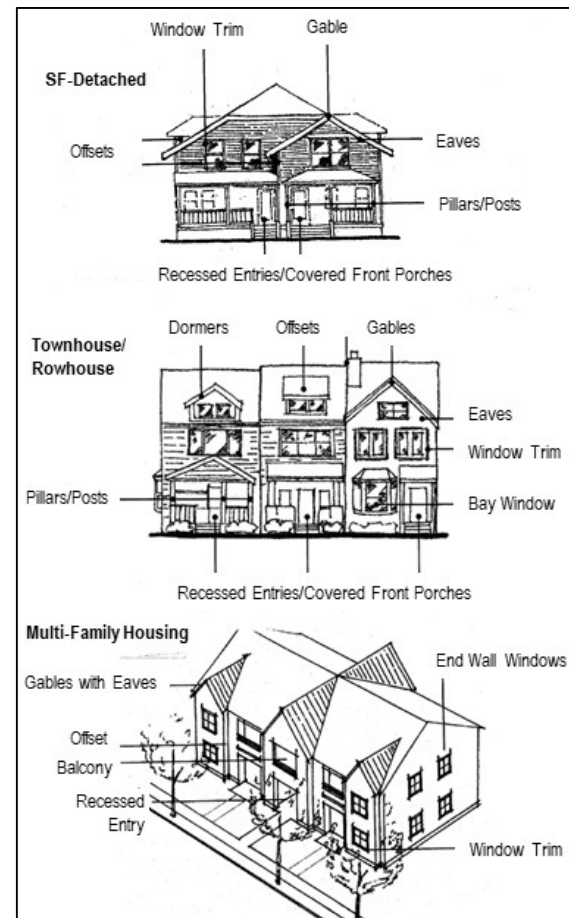 Window Trim
Gable
SF-Detached
Offsets
Eaves
Pillars/Posts
Recessed Entries/Covered Front Porches
Dormers
Offsets
Gables
Townhouse/
Rowhouse
Eaves
Window Trim
Pillars/Posts
Bay Window
Recessed Entries/Covered Front Porches
Multi-Family Housing
End Wall Windows
Gables with Eaves
Offset
Balcony
Recessed
Entry
Window Trim